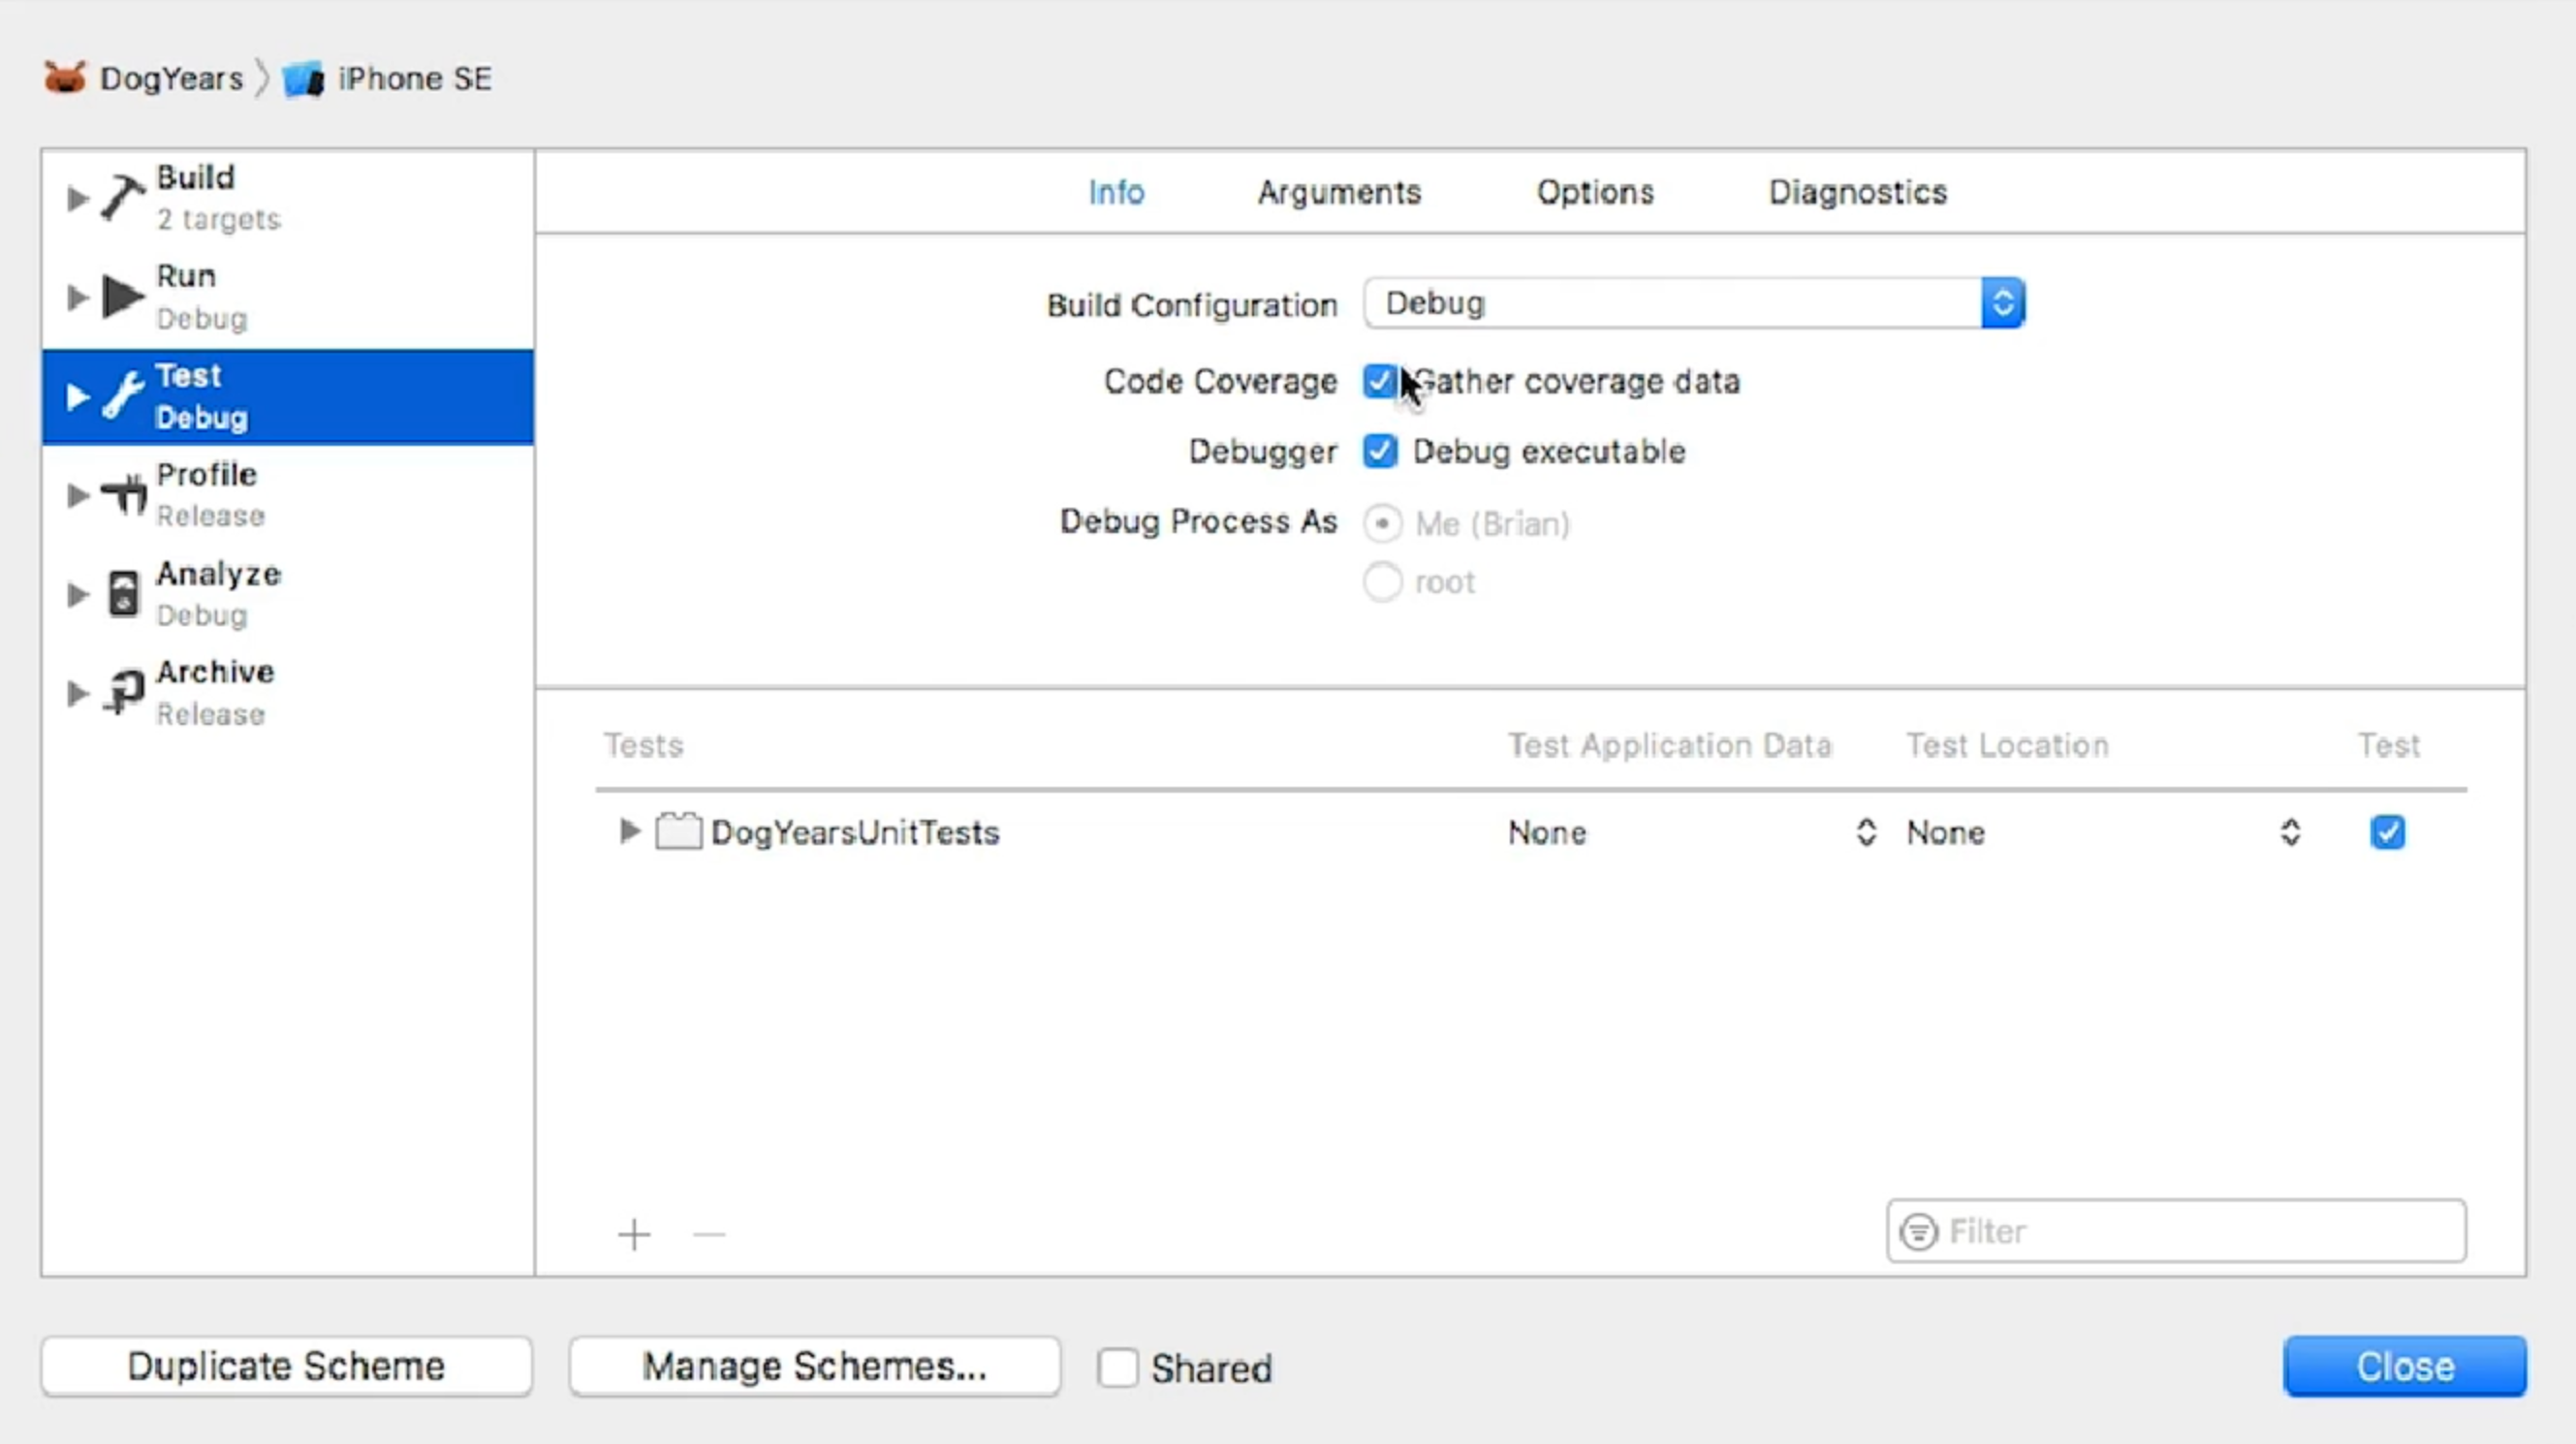 DogYears
iPhone SE
Build
2 targets
Run
Debug
Test
Debug
Profile
Release
Analyze
Debug
Archive
Release
Info Arguments Options Diagnostics
Build Configuration Debug
Code Coverage Gather coverage data
Debugger Debug executable
Debug Process As Me (Brian)
root
Tests Test Application Data Test Location Test
DogYearsUnitTests None None
Filter
Duplicate Scheme Manage Schemes... Shared Close